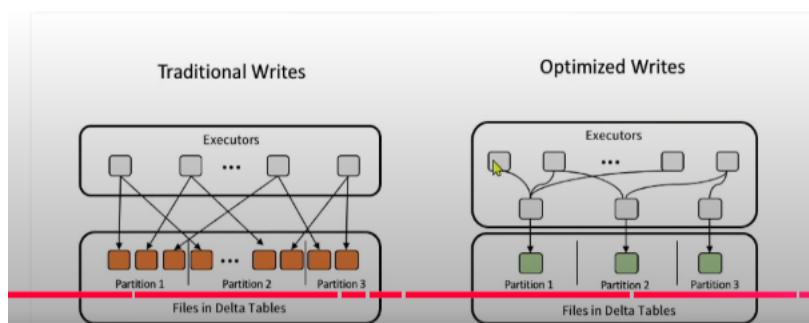 Traditional Writes
Executors
Partition 1 Partition 2 Partition 3
Files in Delta Tables
Optimized Writes
Executors
Partition 1 Partition 2 Partition 3
Files in Delta Tables